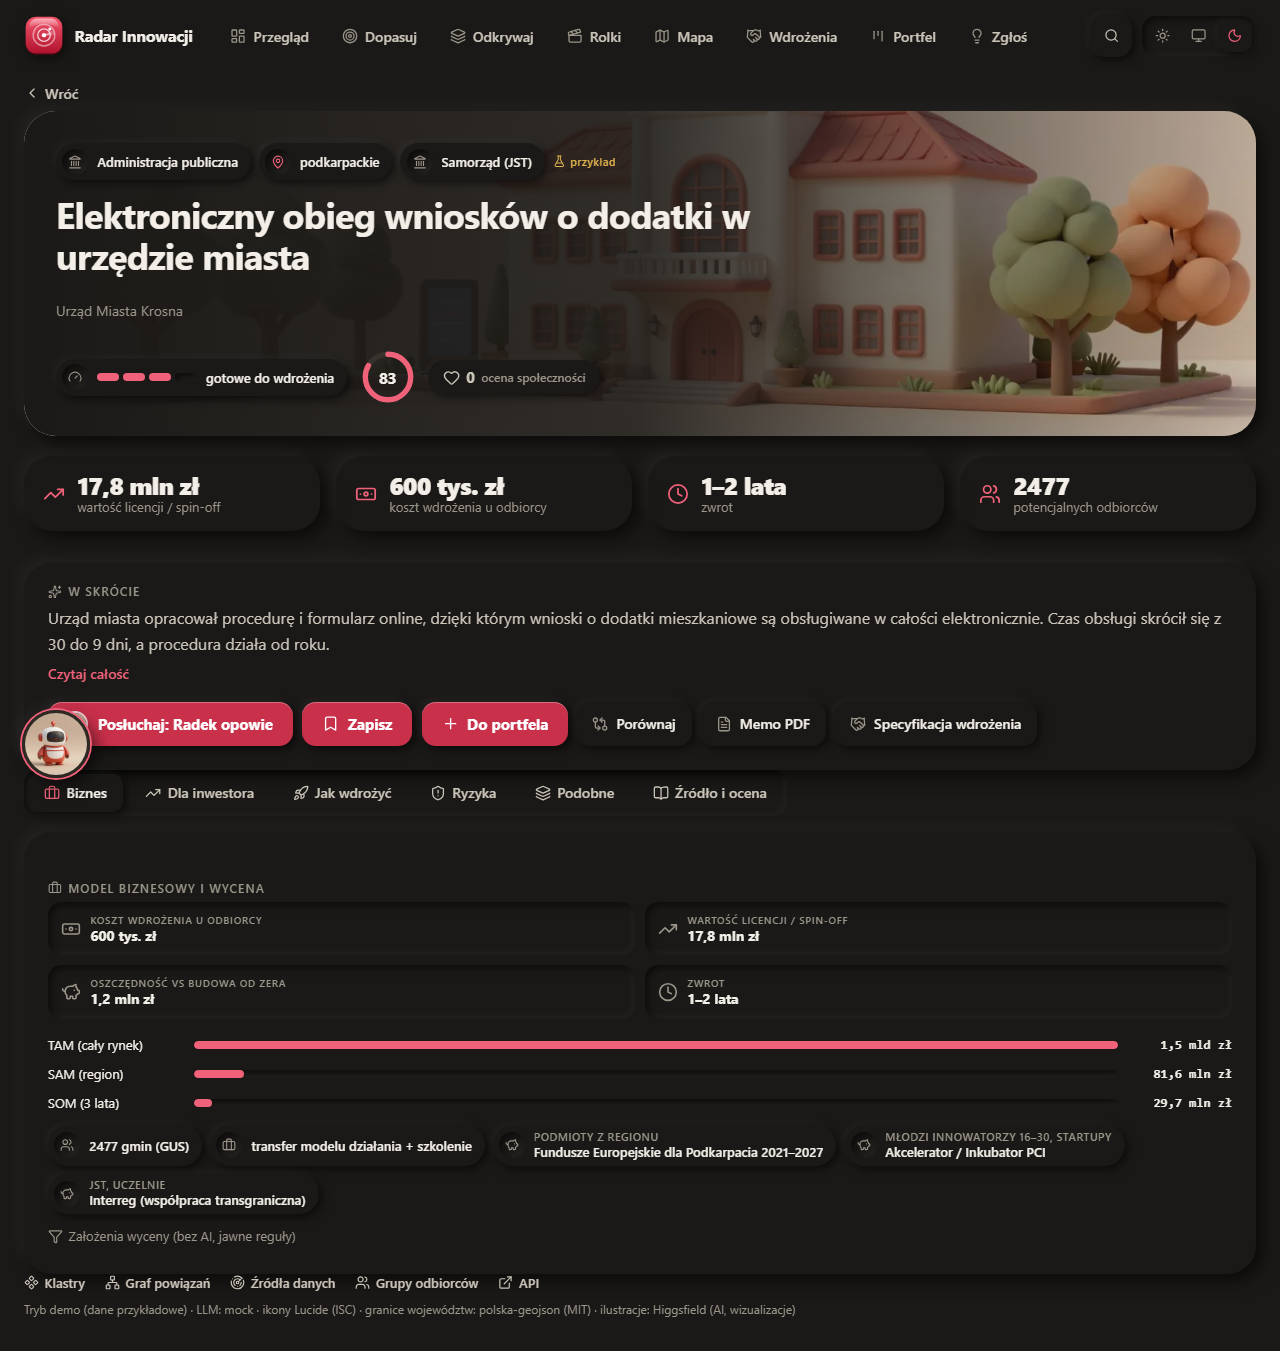 Radar Innowacji
Przegląd
Dopasuj
Odkrywaj
Rolki
Mapa
Wdrożenia
Portfel
Zgłoś
Wróć
Administracja publiczna
podkarpackie
Samorząd (JST)
przykład
Elektroniczny obieg wniosków o dodatki w
urzędzie miasta
Urząd Miasta Krosna
gotowe do wdrożenia
83
0 ocena społeczności
17,8 mln zł
wartość licencji / spin-off
600 tys. zł
koszt wdrożenia u odbiorcy
1–2 lata
zwrot
2477
potencjalnych odbiorców
W SKRÓCIE
Urząd miasta opracował procedurę i formularz online, dzięki którym wnioski o dodatki mieszkaniowe są obsługiwane w całości elektronicznie. Czas obsługi skrócił się z
30 do 9 dni, a procedura działa od roku.
Czytaj całość
Posłuchaj: Radek opowie
Zapisz
Do portfela
Porównaj
Memo PDF
Specyfikacja wdrożenia
Biznes
Dla inwestora
Jak wdrożyć
Ryzyka
Podobne
Źródło i ocena
MODEL BIZNESOWY I WYCENA
KOSZT WDROŻENIA U ODBIORCY
600 tys. zł
WARTOŚĆ LICENCJI / SPIN-OFF
17,8 mln zł
OSZCZĘDNOŚĆ VS BUDOWA OD ZERA
1,2 mln zł
ZWROT
1–2 lata
TAM (cały rynek)
1,5 mld zł
SAM (region)
81,6 mln zł
SOM (3 lata)
29,7 mln zł
2477 gmin (GUS)
transfer modelu działania + szkolenie
PODMIOTY Z REGIONU
Fundusze Europejskie dla Podkarpacia 2021–2027
MŁODZI INNOWATORZY 16–30, STARTUPY
Akcelerator / Inkubator PCI
JST, UCZELNIE
Interreg (współpraca transgraniczna)
Założenia wyceny (bez AI, jawne reguły)
Klastry
Graf powiązań
Źródła danych
Grupy odbiorców
API
Tryb demo (dane przykładowe) · LLM: mock · ikony Lucide (ISC) · granice województw: polska-geojson (MIT) · ilustracje: Higgsfield (AI, wizualizacje)